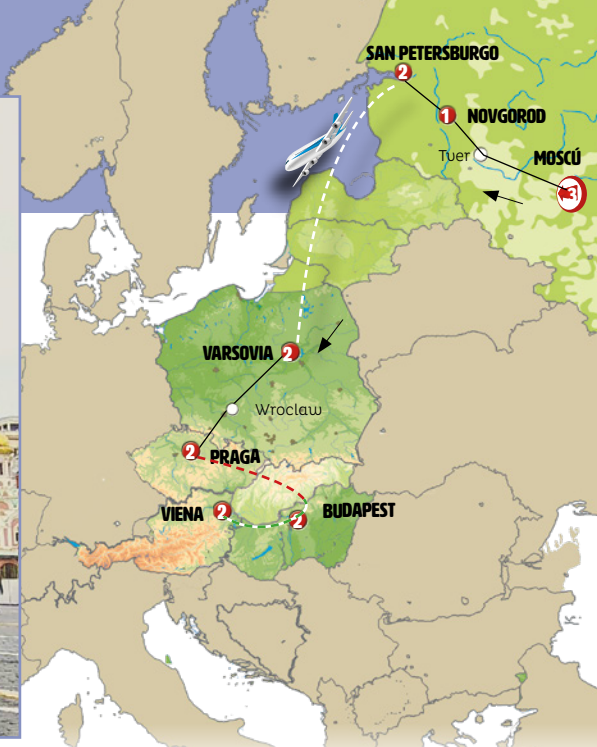 SAN PETERSBURGO
2
1
NOVGOROD
Tuer
MOSCÚ
3
VARSOVIA
2
Wroclaw
2
PRAGA
VIENA
2
2
BUDAPEST